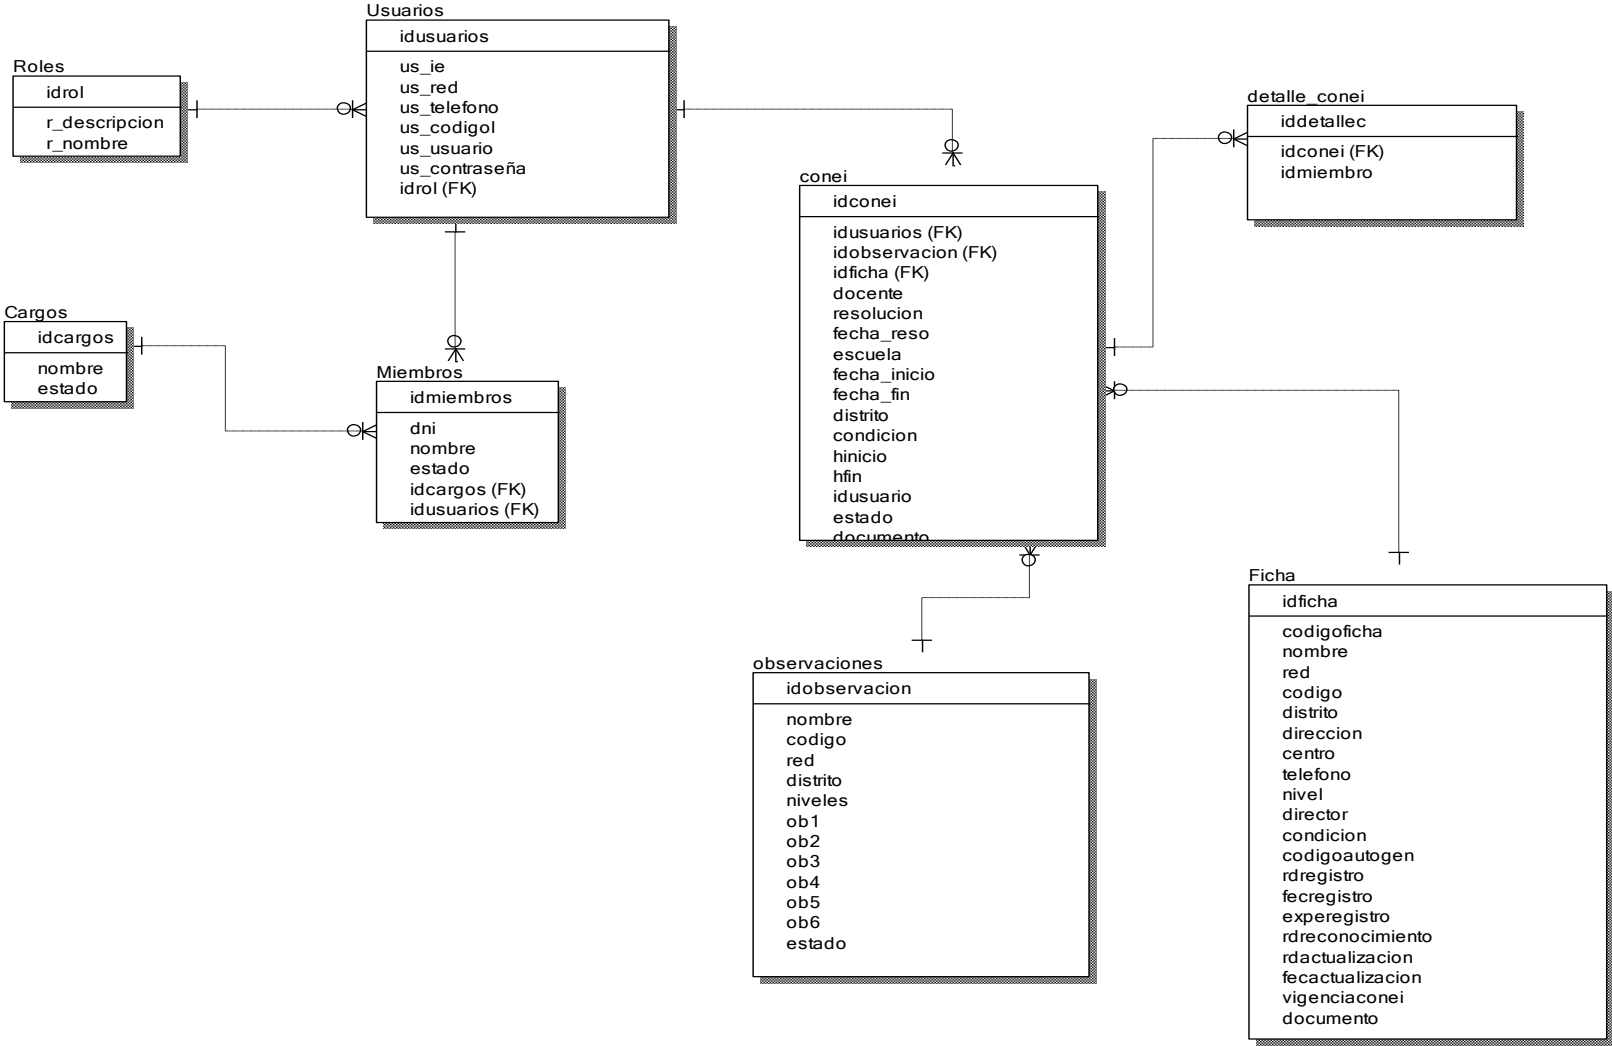 Usuarios
idusuarios
us_ie
us_red
us_telefono
us_codigol
us_usuario
us_contraseña
idrol (FK)
Roles
idrol
r_descripcion
r_nombre
Cargos
idcargos
nombre
estado
Miembros
idmiembros
dni
nombre
estado
idcargos (FK)
idusuarios (FK)
conei
idconei
idusuarios (FK)
idobservacion (FK)
idficha (FK)
docente
resolucion
fecha_reso
escuela
fecha_inicio
fecha_fin
distrito
condicion
hinicio
hfin
idusuario
estado
documento
detalle_conei
iddetallec
idconei (FK)
idmiembro
observaciones
idobservacion
nombre
codigo
red
distrito
niveles
ob1
ob2
ob3
ob4
ob5
ob6
estado
Ficha
idficha
codigoficha
nombre
red
codigo
distrito
direccion
centro
telefono
nivel
director
condicion
codigoautogen
rdregistro
fecregistro
experegistro
rdreconocimiento
rdactualizacion
fecactualizacion
vigenciaconei
documento